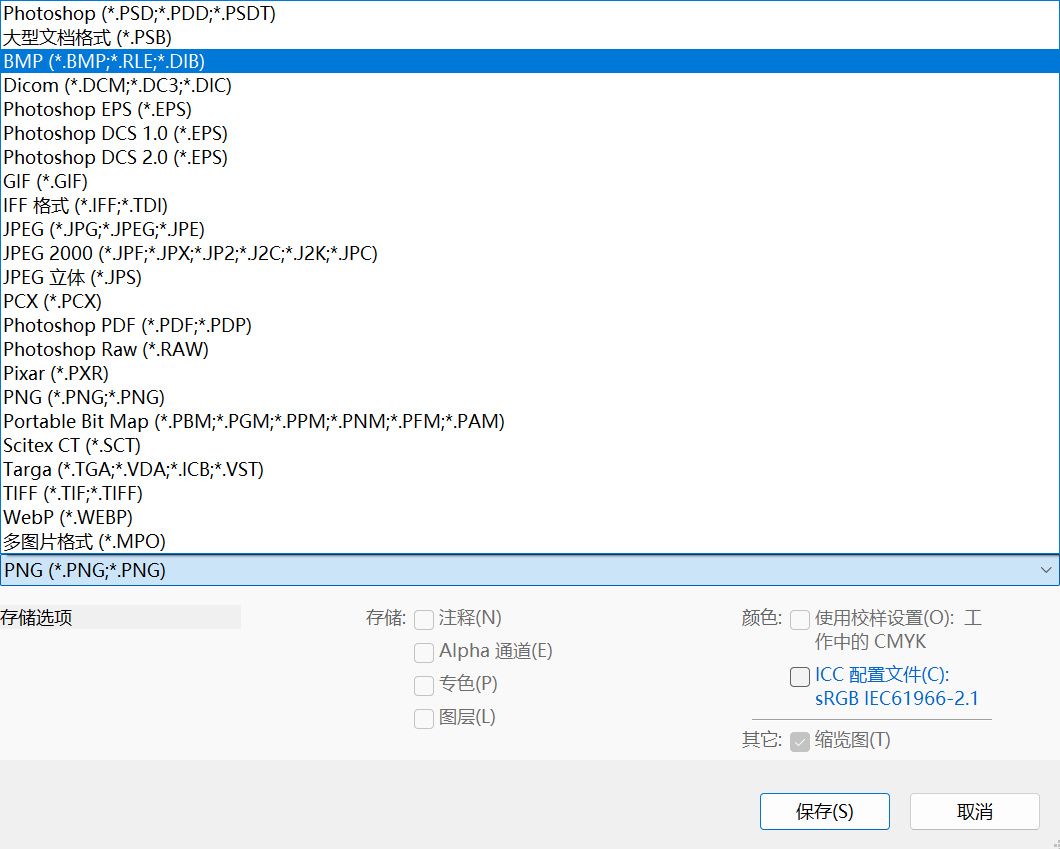 Photoshop (*.PSD;*.PDD;*.PSDT)
大型文档格式 (*.PSB)
BMP (*.BMP;*.RLE;*.DIB)
Dicom (*.DCM;*.DC3;*.DIC)
Photoshop EPS (*.EPS)
Photoshop DCS 1.0 (*.EPS)
Photoshop DCS 2.0 (*.EPS)
GIF (*.GIF)
IFF 格式 (*.IFF;*.TDI)
JPEG (*.JPG;*.JPEG;*.JPE)
JPEG 2000 (*.JPF;*.JPX;*.JP2;*.J2C;*.J2K;*.JPC)
JPEG 立体 (*.JPS)
PCX (*.PCX)
Photoshop PDF (*.PDF;*.PDP)
Photoshop Raw (*.RAW)
Pixar (*.PXR)
PNG (*.PNG;*.PNG)
Portable Bit Map (*.PBM;*.PGM;*.PPM;*.PNM;*.PFM;*.PAM)
Scitex CT (*.SCT)
Targa (*.TGA;*.VDA;*.ICB;*.VST)
TIFF (*.TIF;*.TIFF)
WebP (*.WEBP)
多图片格式 (*.MPO)
PNG (*.PNG;*.PNG)
存储选项
存储: 注释(N)
Alpha 通道(E)
专色(P)
图层(L)
颜色: 使用校样设置(O): 工
作中的 CMYK
ICC 配置文件(C):
sRGB IEC61966-2.1
其它: 缩览图(T)
保存(S) 取消